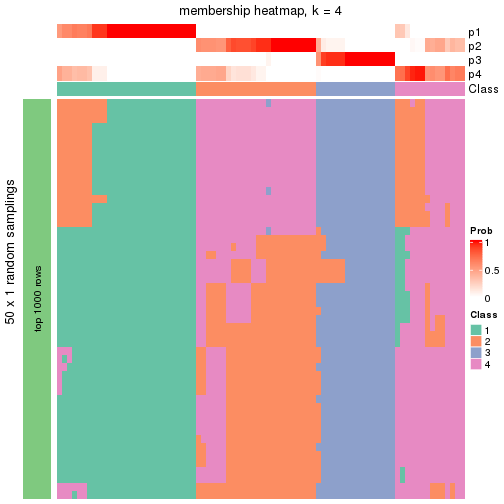 membership heatmap, k = 4
p1
p2
p3
p4
Class
50 x 1 random samplings
top 1000 rows
Prob
1
0.5
0
Class
1
2
3
4